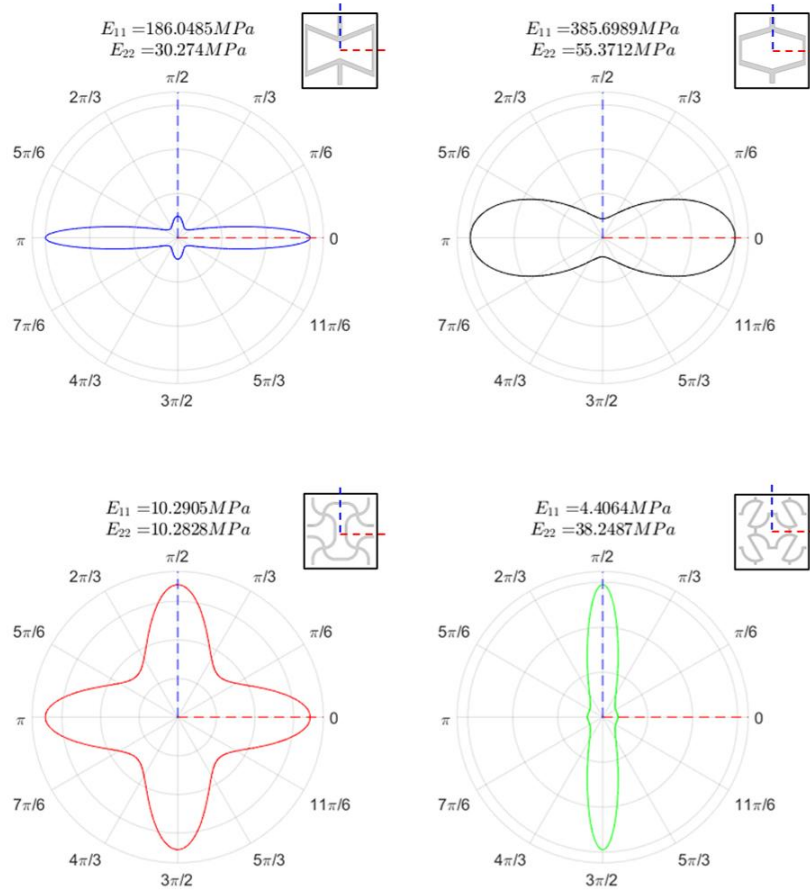 E11 =186.0485MPa
E22 =30.274MPa
π/2
2π/3
π/3
5π/6
π/6
π
0
7π/6
11π/6
4π/3
5π/3
3π/2
E11 =385.6989MPa
E22 =55.3712MPa
π/2
2π/3
π/3
5π/6
π/6
π
0
7π/6
11π/6
4π/3
5π/3
3π/2
E11 =10.2905MPa
E22 =10.2828MPa
π/2
2π/3
π/3
5π/6
π/6
π
0
7π/6
11π/6
4π/3
5π/3
3π/2
E11 =4.4064MPa
E22 =38.2487MPa
π/2
2π/3
π/3
5π/6
π/6
π
0
7π/6
11π/6
4π/3
5π/3
3π/2